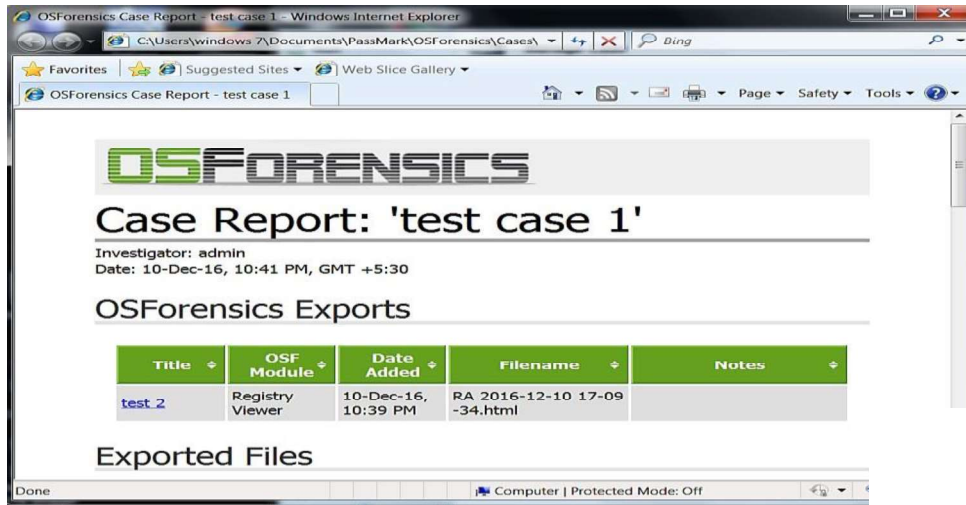 OSForensics Case Report - test case 1 - Windows Internet Explorer
C:\Users\windows 7\Documents\PassMark\OSForensics\Cases\
Bing
Favorites Suggested Sites Web Slice Gallery
OSForensics Case Report - test case 1
Page Safety Tools
OSFORENSICS
Case Report: 'test case 1'
Investigator: admin
Date: 10-Dec-16, 10:41 PM, GMT +5:30
OSForensics Exports
Title OSF Module Date Added Filename Notes
test 2 Registry Viewer 10-Dec-16, 10:39 PM RA 2016-12-10 17-09-34.html
Exported Files
Done Computer | Protected Mode: Off